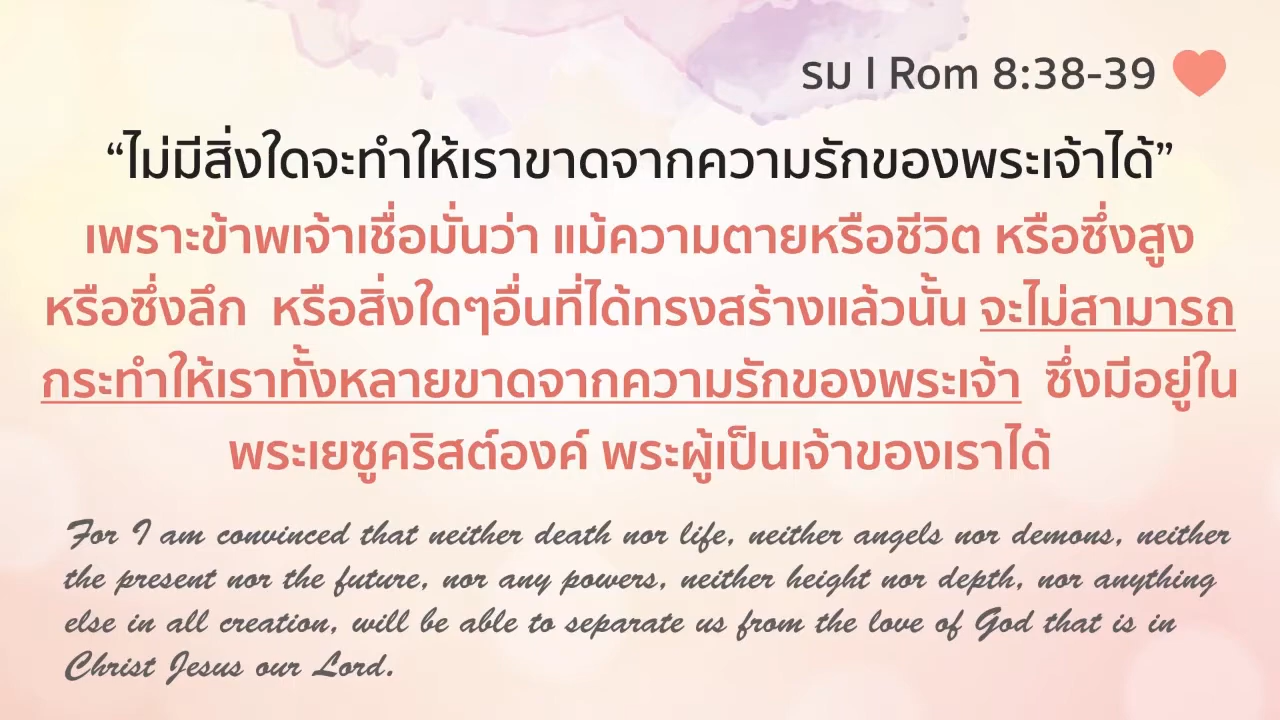 รม | Rom 8:38-39
“ไม่มีสิ่งใดจะทำให้เราขาดจากความรักของพระเจ้าได้”
เพราะข้าพเจ้าเชื่อมั่นว่า แม้ความตายหรือชีวิต หรือซึ่งสูง
หรือซึ่งลึก หรือสิ่งใดๆอื่นที่ได้ทรงสร้างแล้วนั้น จะไม่สามารถ
กระทำให้เราทั้งหลายขาดจากความรักของพระเจ้า ซึ่งมีอยู่ใน
พระเยซูคริสต์องค์ พระผู้เป็นเจ้าของเราได้
For I am convinced that neither death nor life, neither angels nor demons, neither
the present nor the future, nor any powers, neither height nor depth, nor anything
else in all creation, will be able to separate us from the love of God that is in
Christ Jesus our Lord.